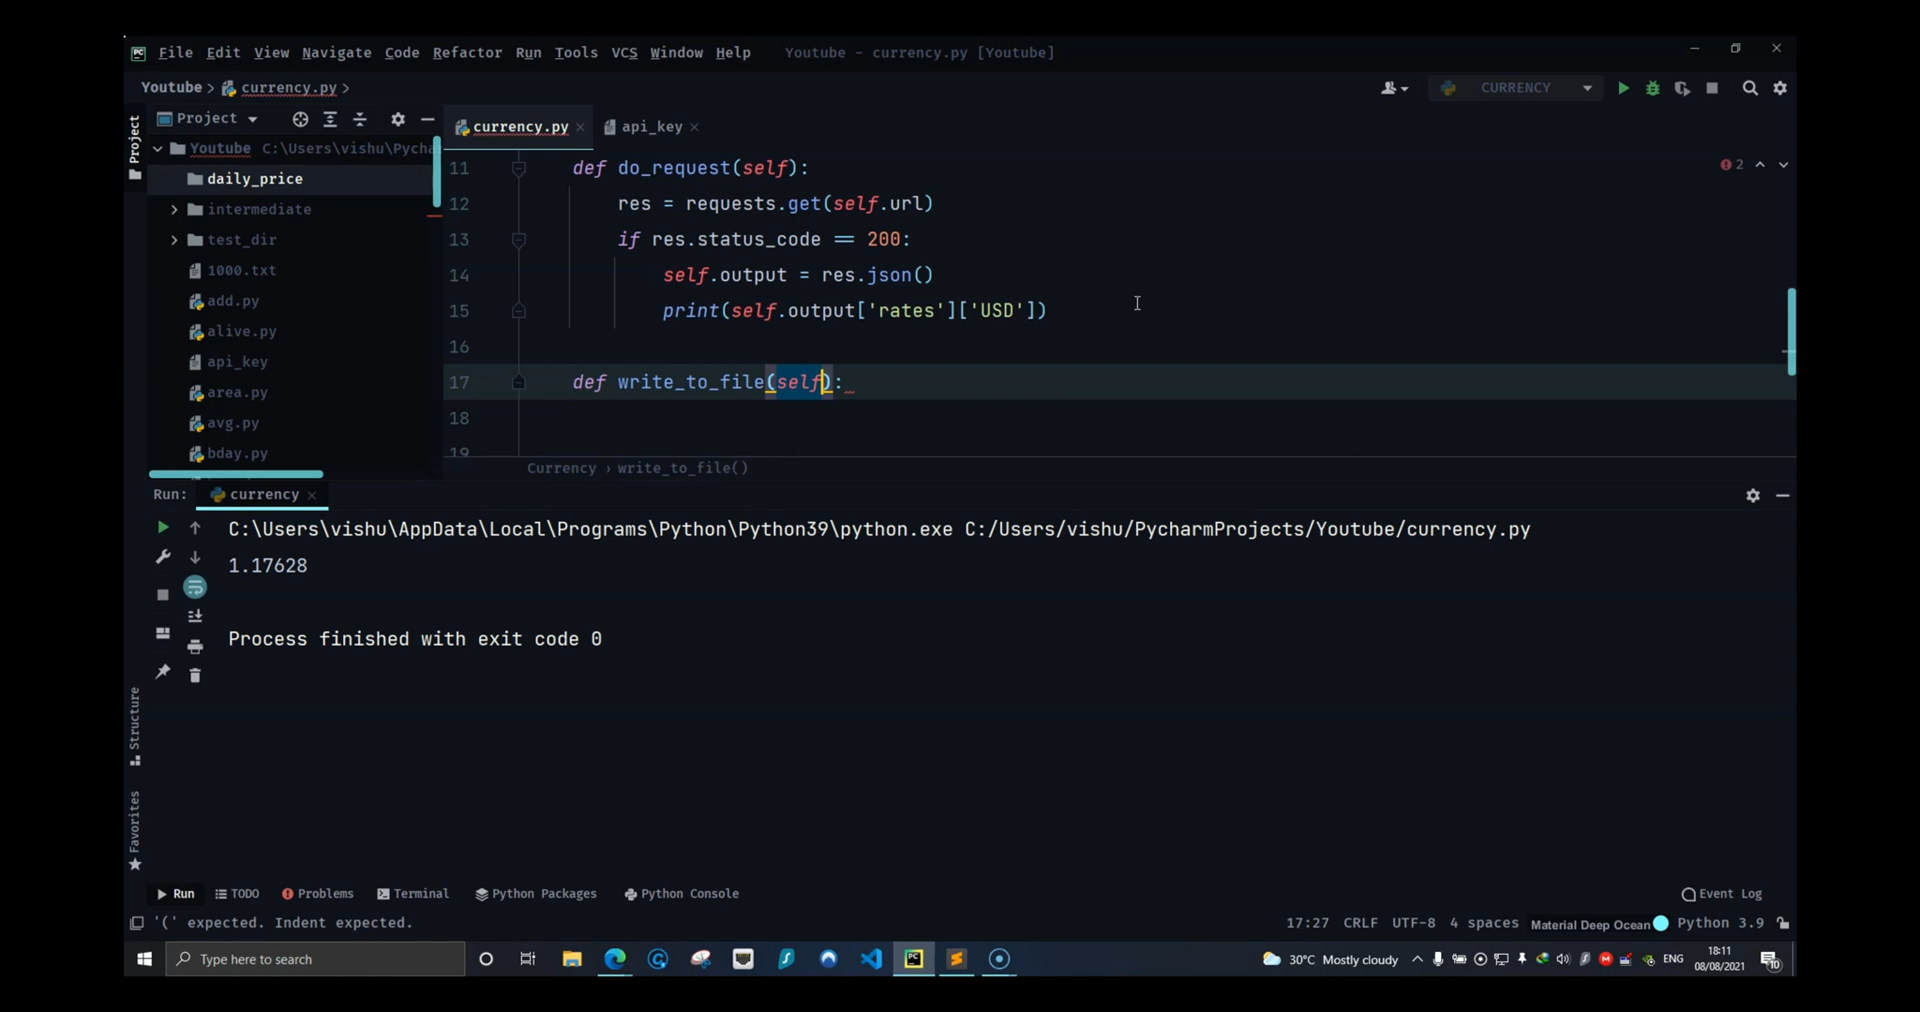 File Edit View Navigate Code Refactor Run Tools VCS Window Help Youtube - currency.py [Youtube]
Youtube > currency.py >
CURRENCY
Project
Project
currency.py
api_key
Youtube C:\Users\vishu\Pycha
daily_price
intermediate
test_dir
1000.txt
add.py
alive.py
api_key
area.py
avg.py
bday.py
11 def do_request(self):
12 res = requests.get(self.url)
13 if res.status_code == 200:
14 self.output = res.json()
15 print(self.output['rates']['USD'])
16
17 def write_to_file(self):
18
19
2
Currency > write_to_file()
Run: currency
C:\Users\vishu\AppData\Local\Programs\Python\Python39\python.exe C:/Users/vishu/PycharmProjects/Youtube/currency.py
1.17628
Process finished with exit code 0
Structure
Favorites
Run TODO Problems Terminal Python Packages Python Console Event Log
'(' expected. Indent expected. 17:27 CRLF UTF-8 4 spaces Material Deep Ocean Python 3.9
Type here to search 30°C Mostly cloudy ENG 18:11
08/08/2021 10